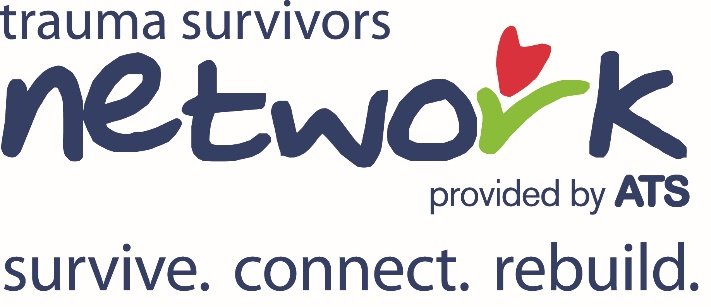 trauma survivors
network
provided by ATS
survive. connect. rebuild.